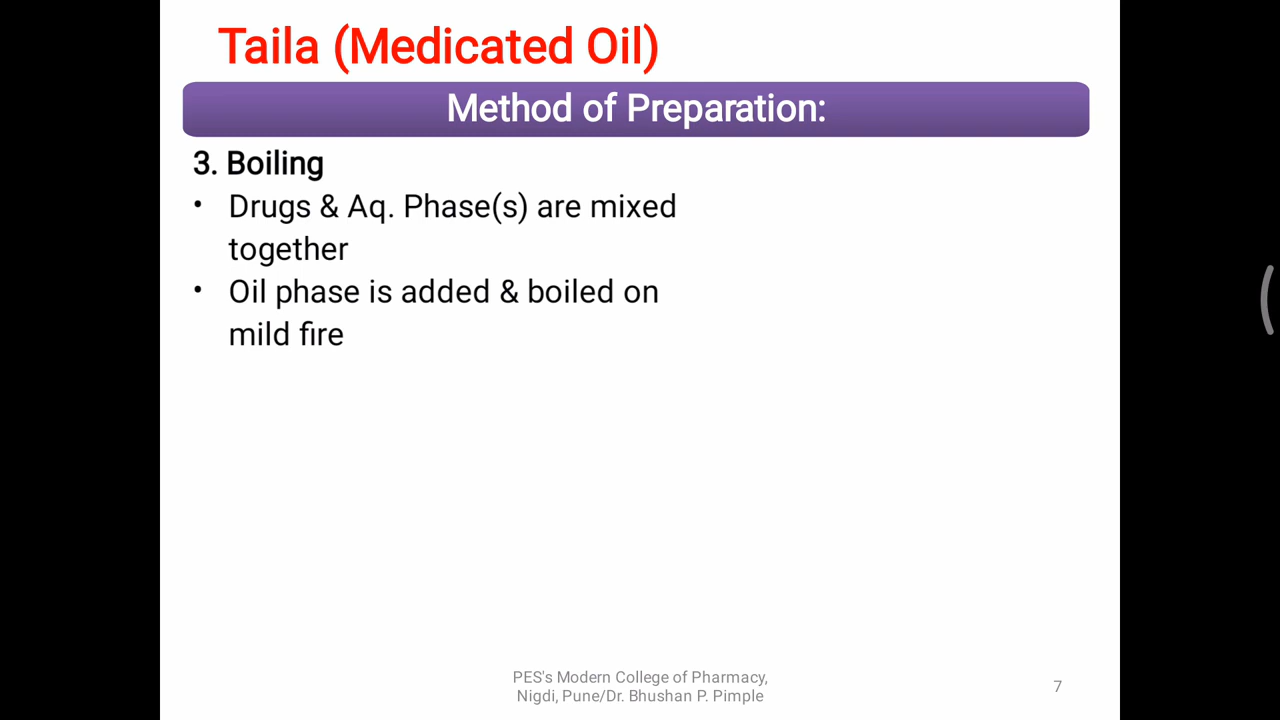 Taila (Medicated Oil)
Method of Preparation:
3. Boiling
• Drugs & Aq. Phase(s) are mixed
together
• Oil phase is added & boiled on
mild fire
PES's Modern College of Pharmacy,
Nigdi, Pune/Dr. Bhushan P. Pimple
7